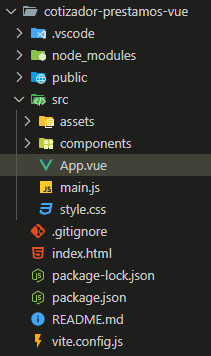 cotizador-prestamos-vue
.vscode
node_modules
public
src
assets
components
App.vue
JS main.js
style.css
.gitignore
index.html
package-lock.json
package.json
README.md
vite.config.js